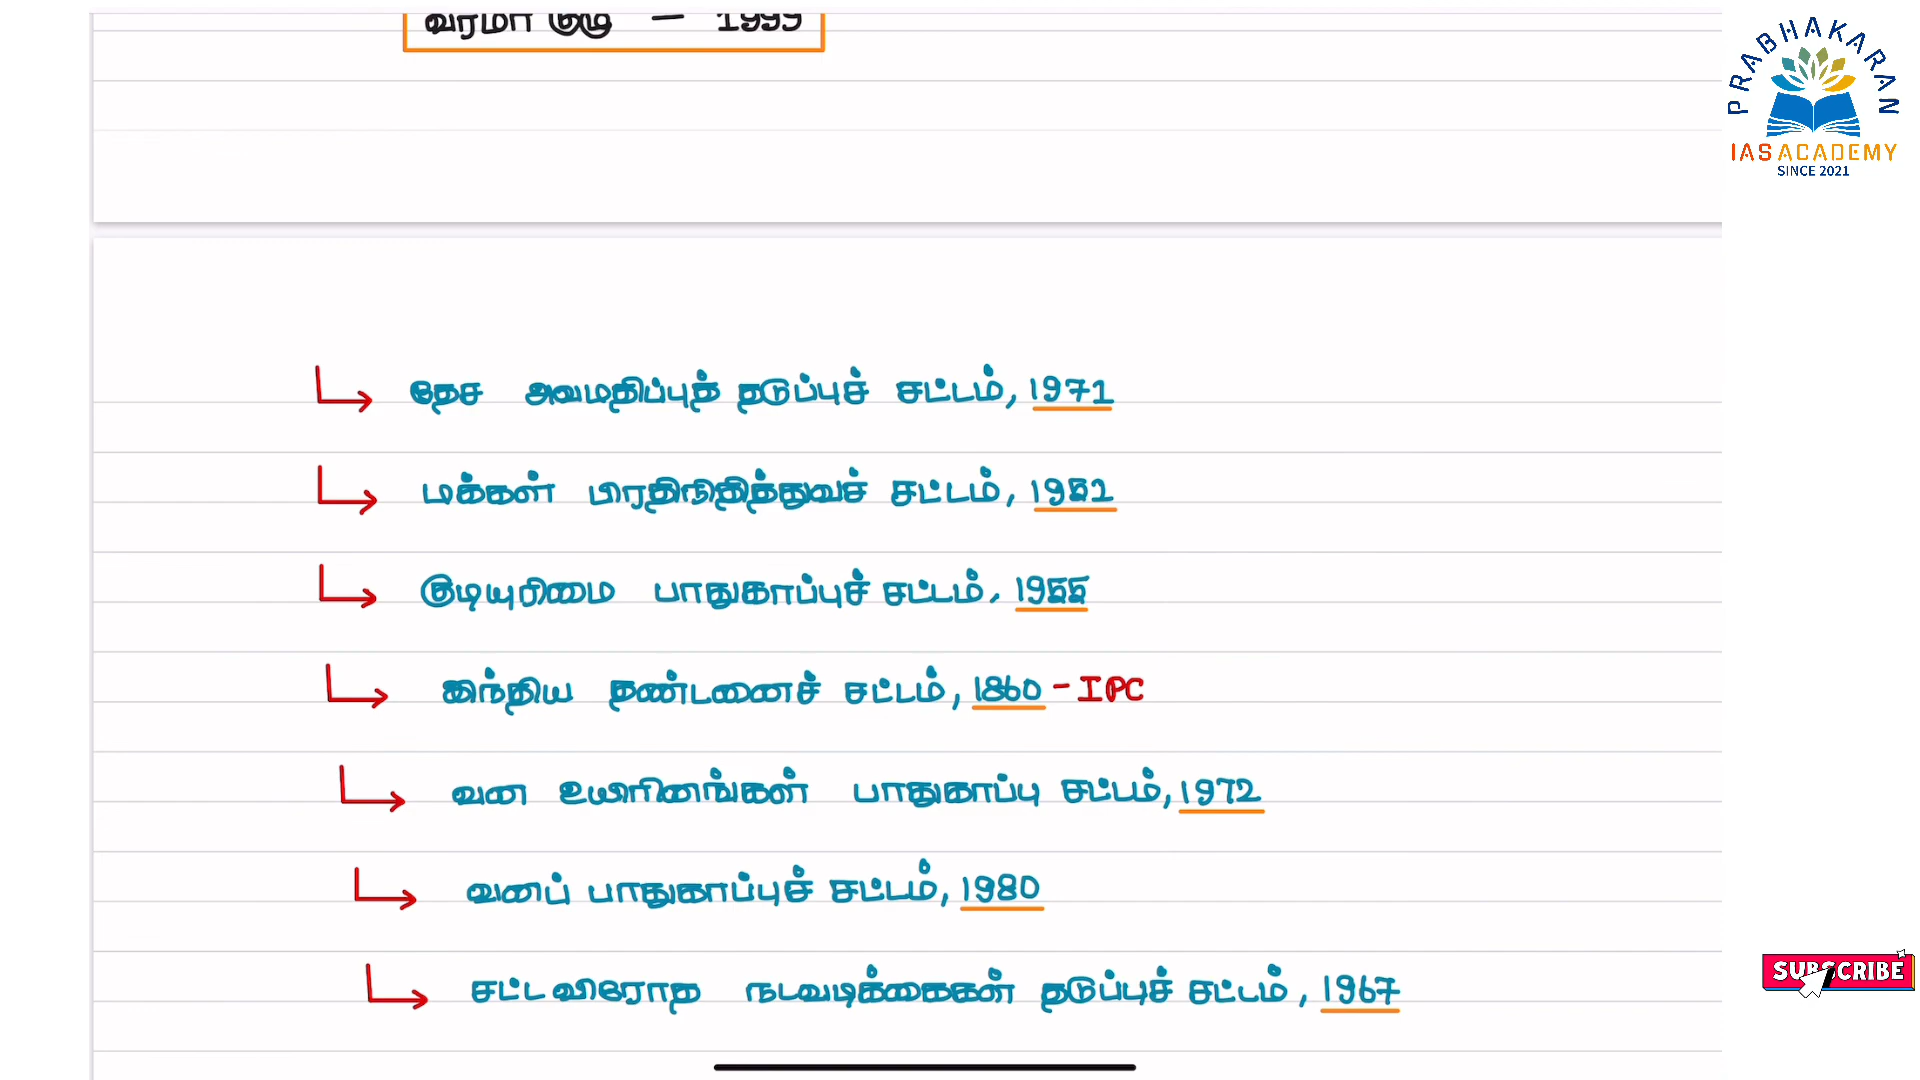 வர்மா குழு – 1999
PRABHAKARAN
IAS ACADEMY
SINCE 2021
தேச அவமதிப்புத் தடுப்புச் சட்டம், 1971
மக்கள் பிரதிநிதித்துவச் சட்டம், 1951
குடியுரிமை பாதுகாப்புச் சட்டம், 1955
இந்திய தண்டனைச் சட்டம், 1860 – IPC
வன உயிரினங்கள் பாதுகாப்பு சட்டம், 1972
வனப் பாதுகாப்புச் சட்டம், 1980
சட்டவிரோத நடவடிக்கைகள் தடுப்புச் சட்டம், 1967
SUBSCRIBE